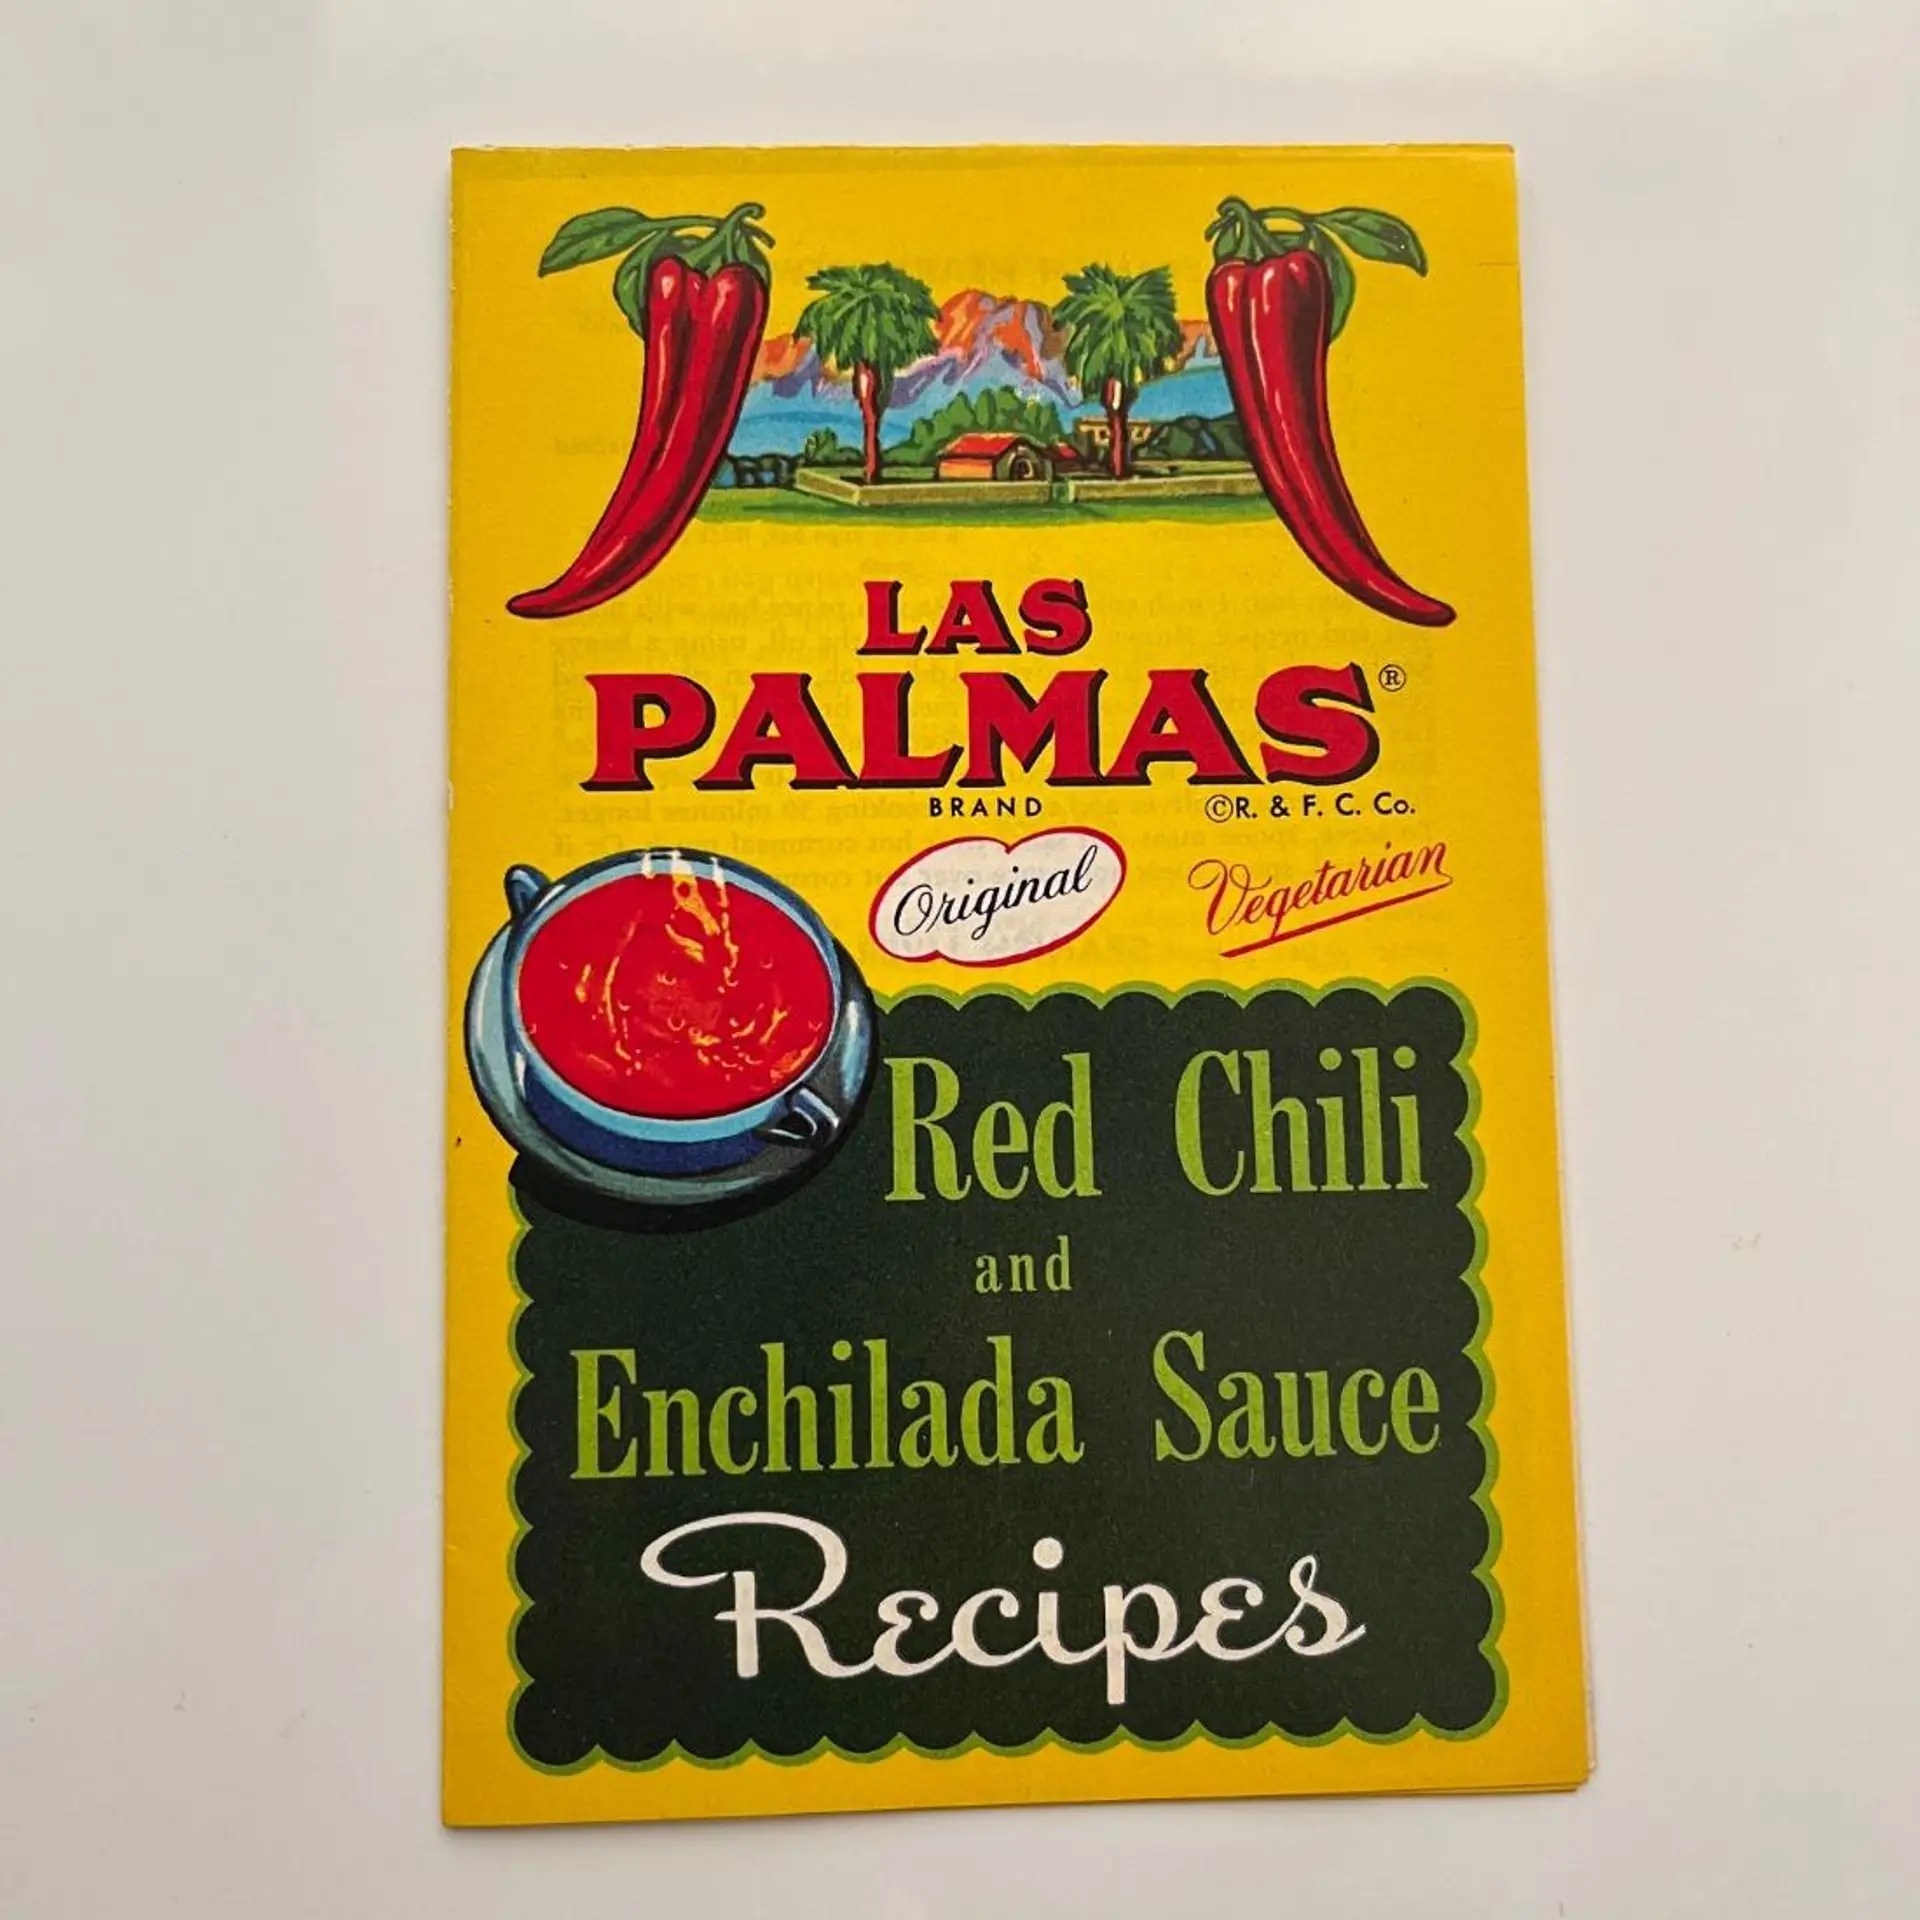 LAS
PALMAS®
BRAND ©R. & F. C. Co.
Original Vegetarian
Red Chili
and
Enchilada Sauce
Recipes